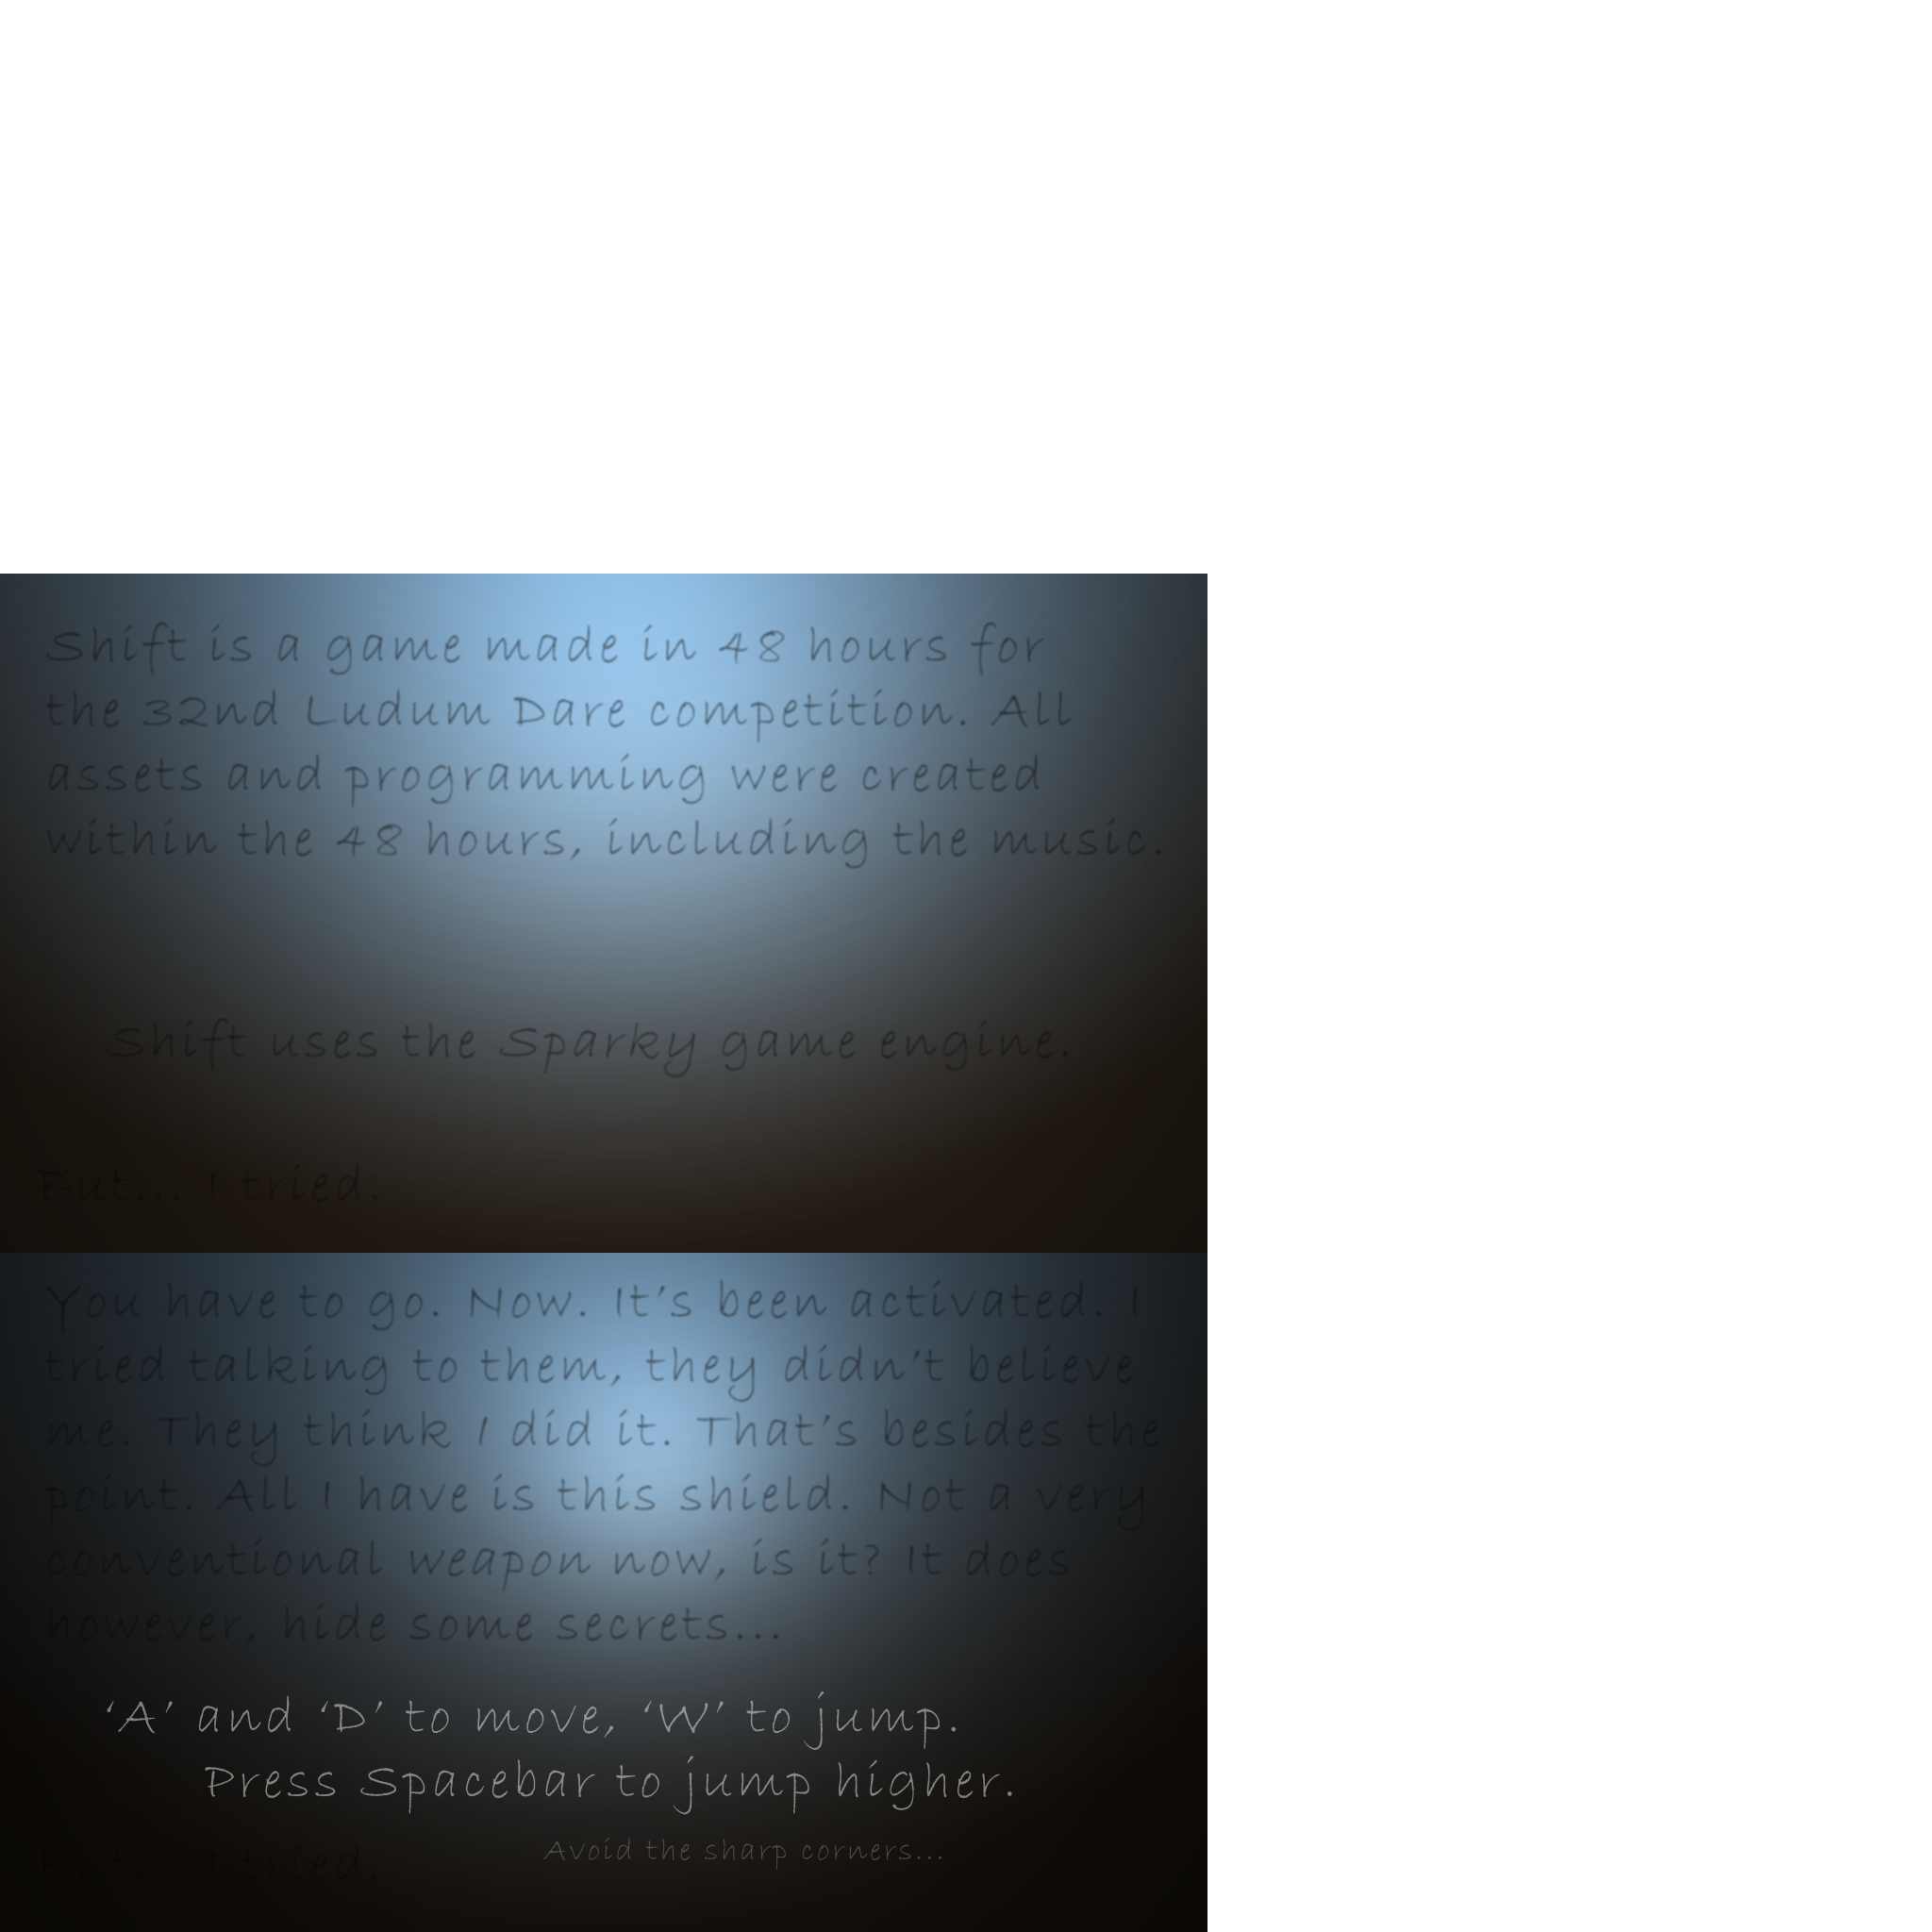 Shift is a game made in 48 hours for
the 32nd Ludum Dare competition. All
assets and programming were created
within the 48 hours, including the music.
Shift uses the Sparky game engine.
But... I tried.
You have to go. Now. It's been activated. I
tried talking to them, they didn't believe
me. They think I did it. That's besides the
point. All I have is this shield. Not a very
conventional weapon now, is it? It does
however, hide some secrets...
‘A’ and ‘D’ to move, ‘W’ to jump.
Press Spacebar to jump higher.
Avoid the sharp corners...
But... I tried.